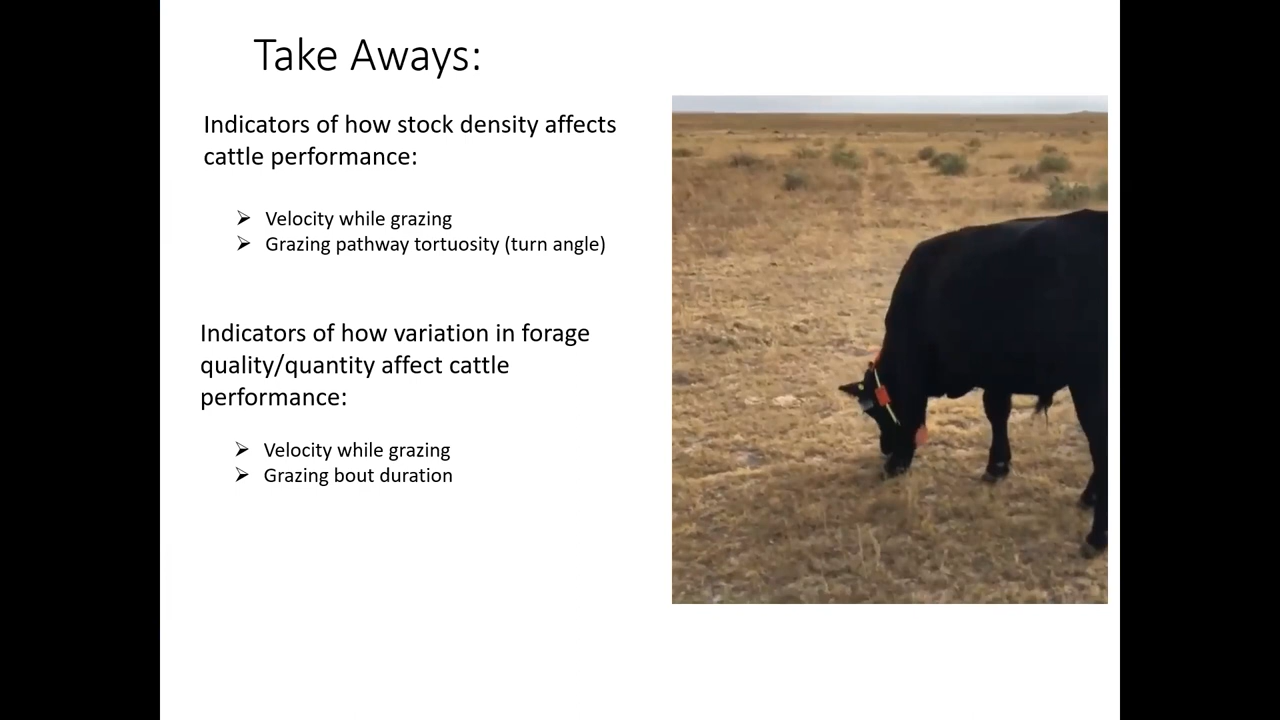 Take Aways:
Indicators of how stock density affects
cattle performance:
➢ Velocity while grazing
➢ Grazing pathway tortuosity (turn angle)
Indicators of how variation in forage
quality/quantity affect cattle
performance:
➢ Velocity while grazing
➢ Grazing bout duration